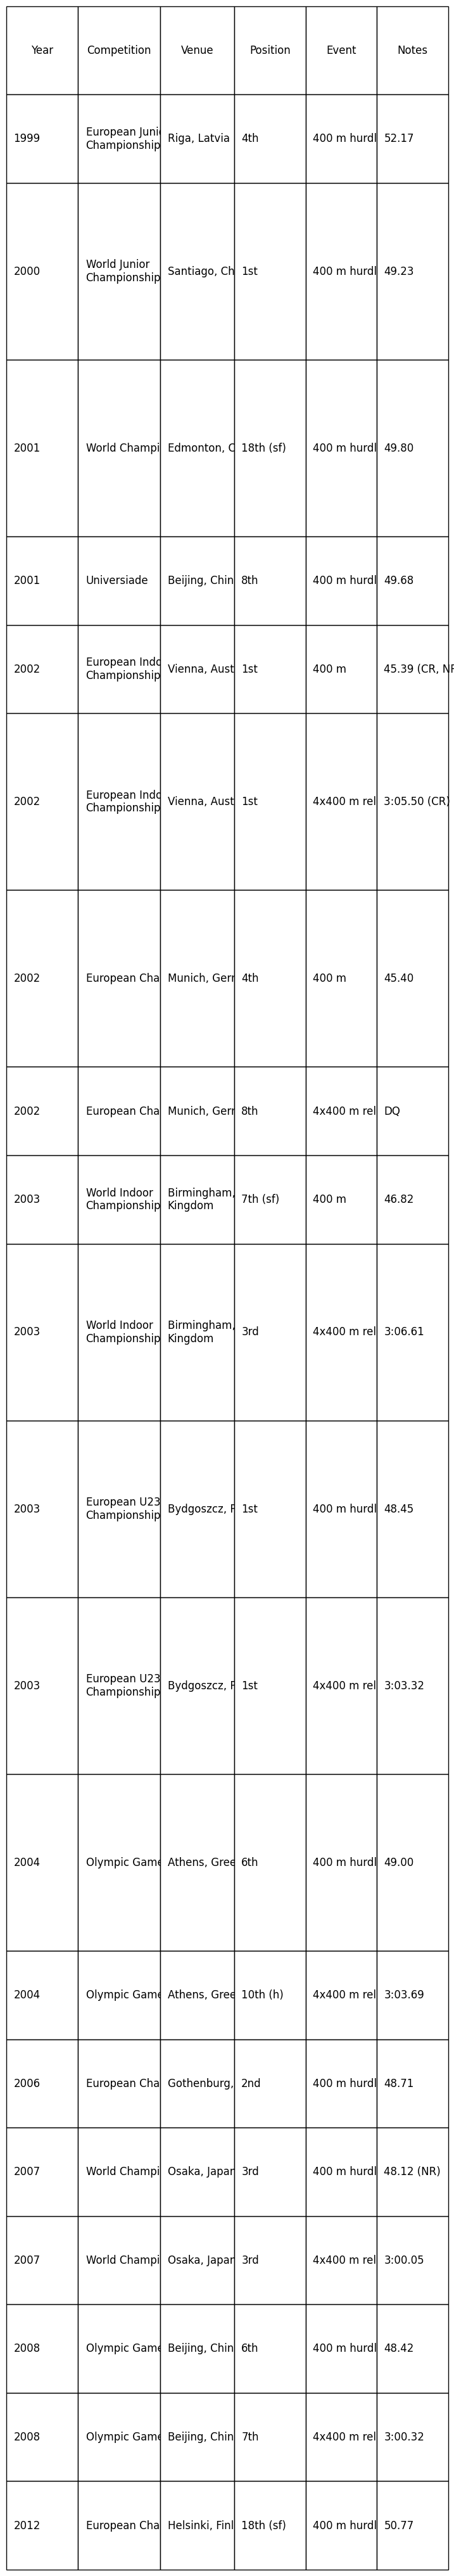 Year Competition Venue Position Event Notes
1999 European Juni Championship Riga, Latvia 4th 400 m hurdl 52.17
2000 World Junior Championship Santiago, Ch 1st 400 m hurdl 49.23
2001 World Champi Edmonton, C 18th (sf) 400 m hurdl 49.80
2001 Universiade Beijing, Chin 8th 400 m hurdl 49.68
2002 European Indo Championship Vienna, Aust 1st 400 m 45.39 (CR, NR
2002 European Indo Championship Vienna, Aust 1st 4x400 m rel 3:05.50 (CR)
2002 European Cha Munich, Gerr 4th 400 m 45.40
2002 European Cha Munich, Gerr 8th 4x400 m rel DQ
2003 World Indoor Championship Birmingham, Kingdom 7th (sf) 400 m 46.82
2003 World Indoor Championship Birmingham, Kingdom 3rd 4x400 m rel 3:06.61
2003 European U23 Championship Bydgoszcz, P 1st 400 m hurdl 48.45
2003 European U23 Championship Bydgoszcz, P 1st 4x400 m rel 3:03.32
2004 Olympic Game Athens, Gree 6th 400 m hurdl 49.00
2004 Olympic Game Athens, Gree 10th (h) 4x400 m rel 3:03.69
2006 European Cha Gothenburg, 2nd 400 m hurdl 48.71
2007 World Champi Osaka, Japan 3rd 400 m hurdl 48.12 (NR)
2007 World Champi Osaka, Japan 3rd 4x400 m rel 3:00.05
2008 Olympic Game Beijing, Chin 6th 400 m hurdl 48.42
2008 Olympic Game Beijing, Chin 7th 4x400 m rel 3:00.32
2012 European Cha Helsinki, Finl 18th (sf) 400 m hurdl 50.77